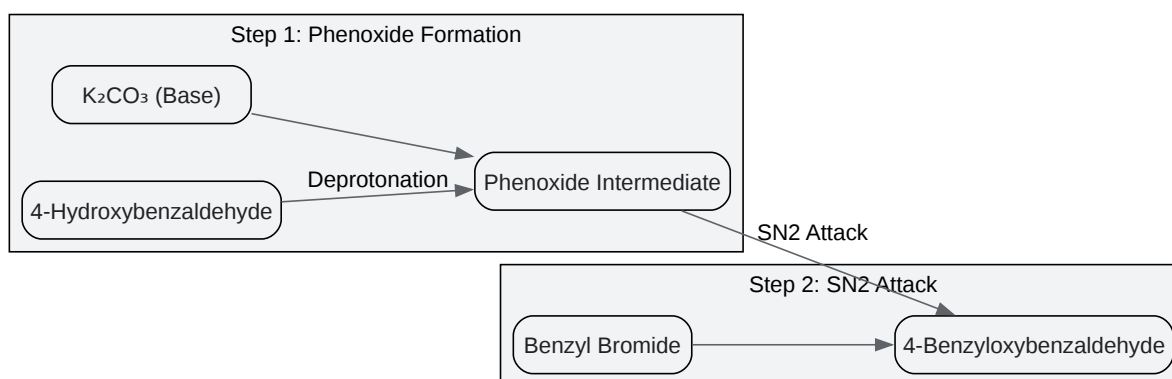 Step 1: Phenoxide Formation
K₂CO₃ (Base)
Deprotonation
Phenoxide Intermediate
4-Hydroxybenzaldehyde
SN2 Attack
Step 2: SN2 Attack
Benzyl Bromide
4-Benzyloxybenzaldehyde